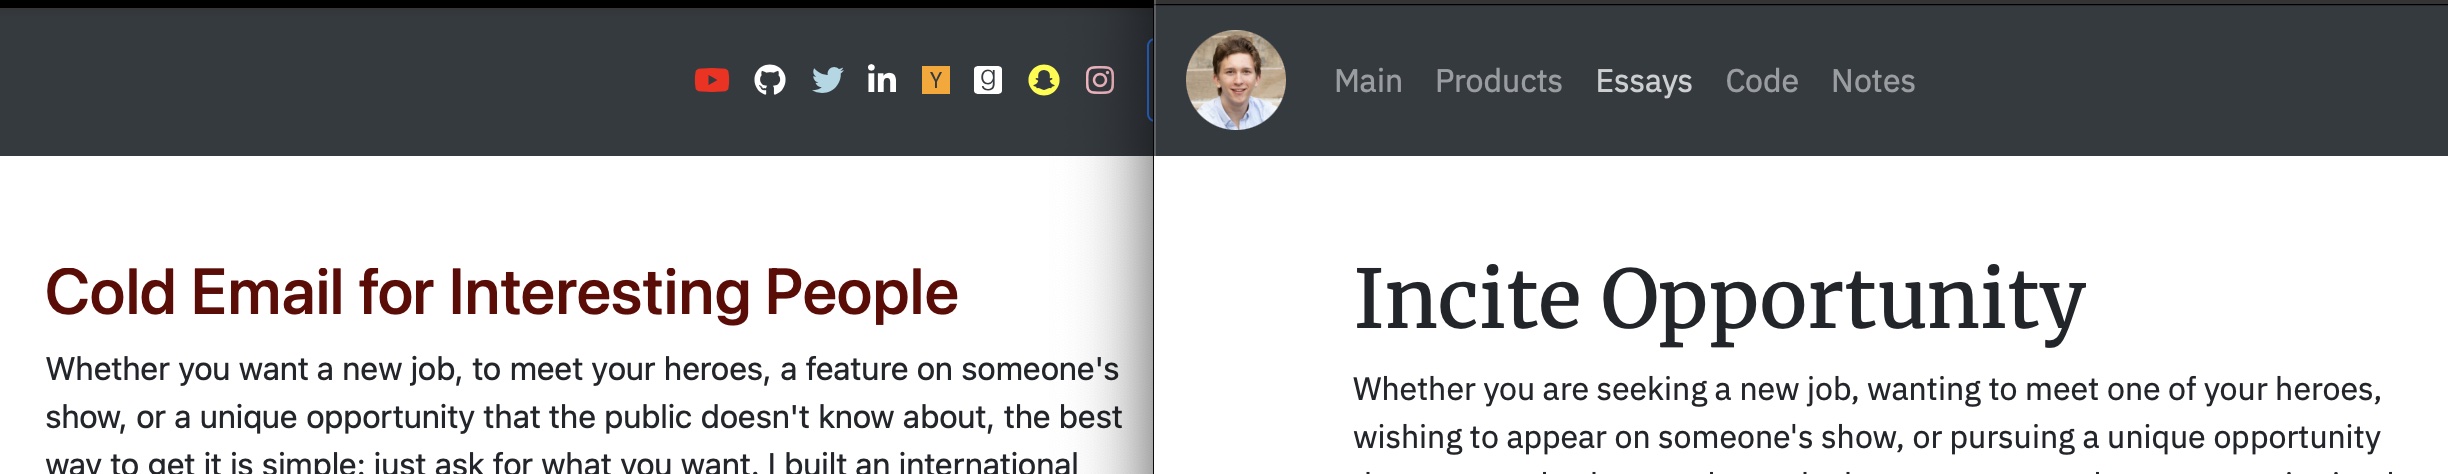 in Y g
Cold Email for Interesting People
Whether you want a new job, to meet your heroes, a feature on someone's
show, or a unique opportunity that the public doesn't know about, the best
way to get it is simple: just ask for what you want. I built an international
Main Products Essays Code Notes
Incite Opportunity
Whether you are seeking a new job, wanting to meet one of your heroes,
wishing to appear on someone's show, or pursuing a unique opportunity